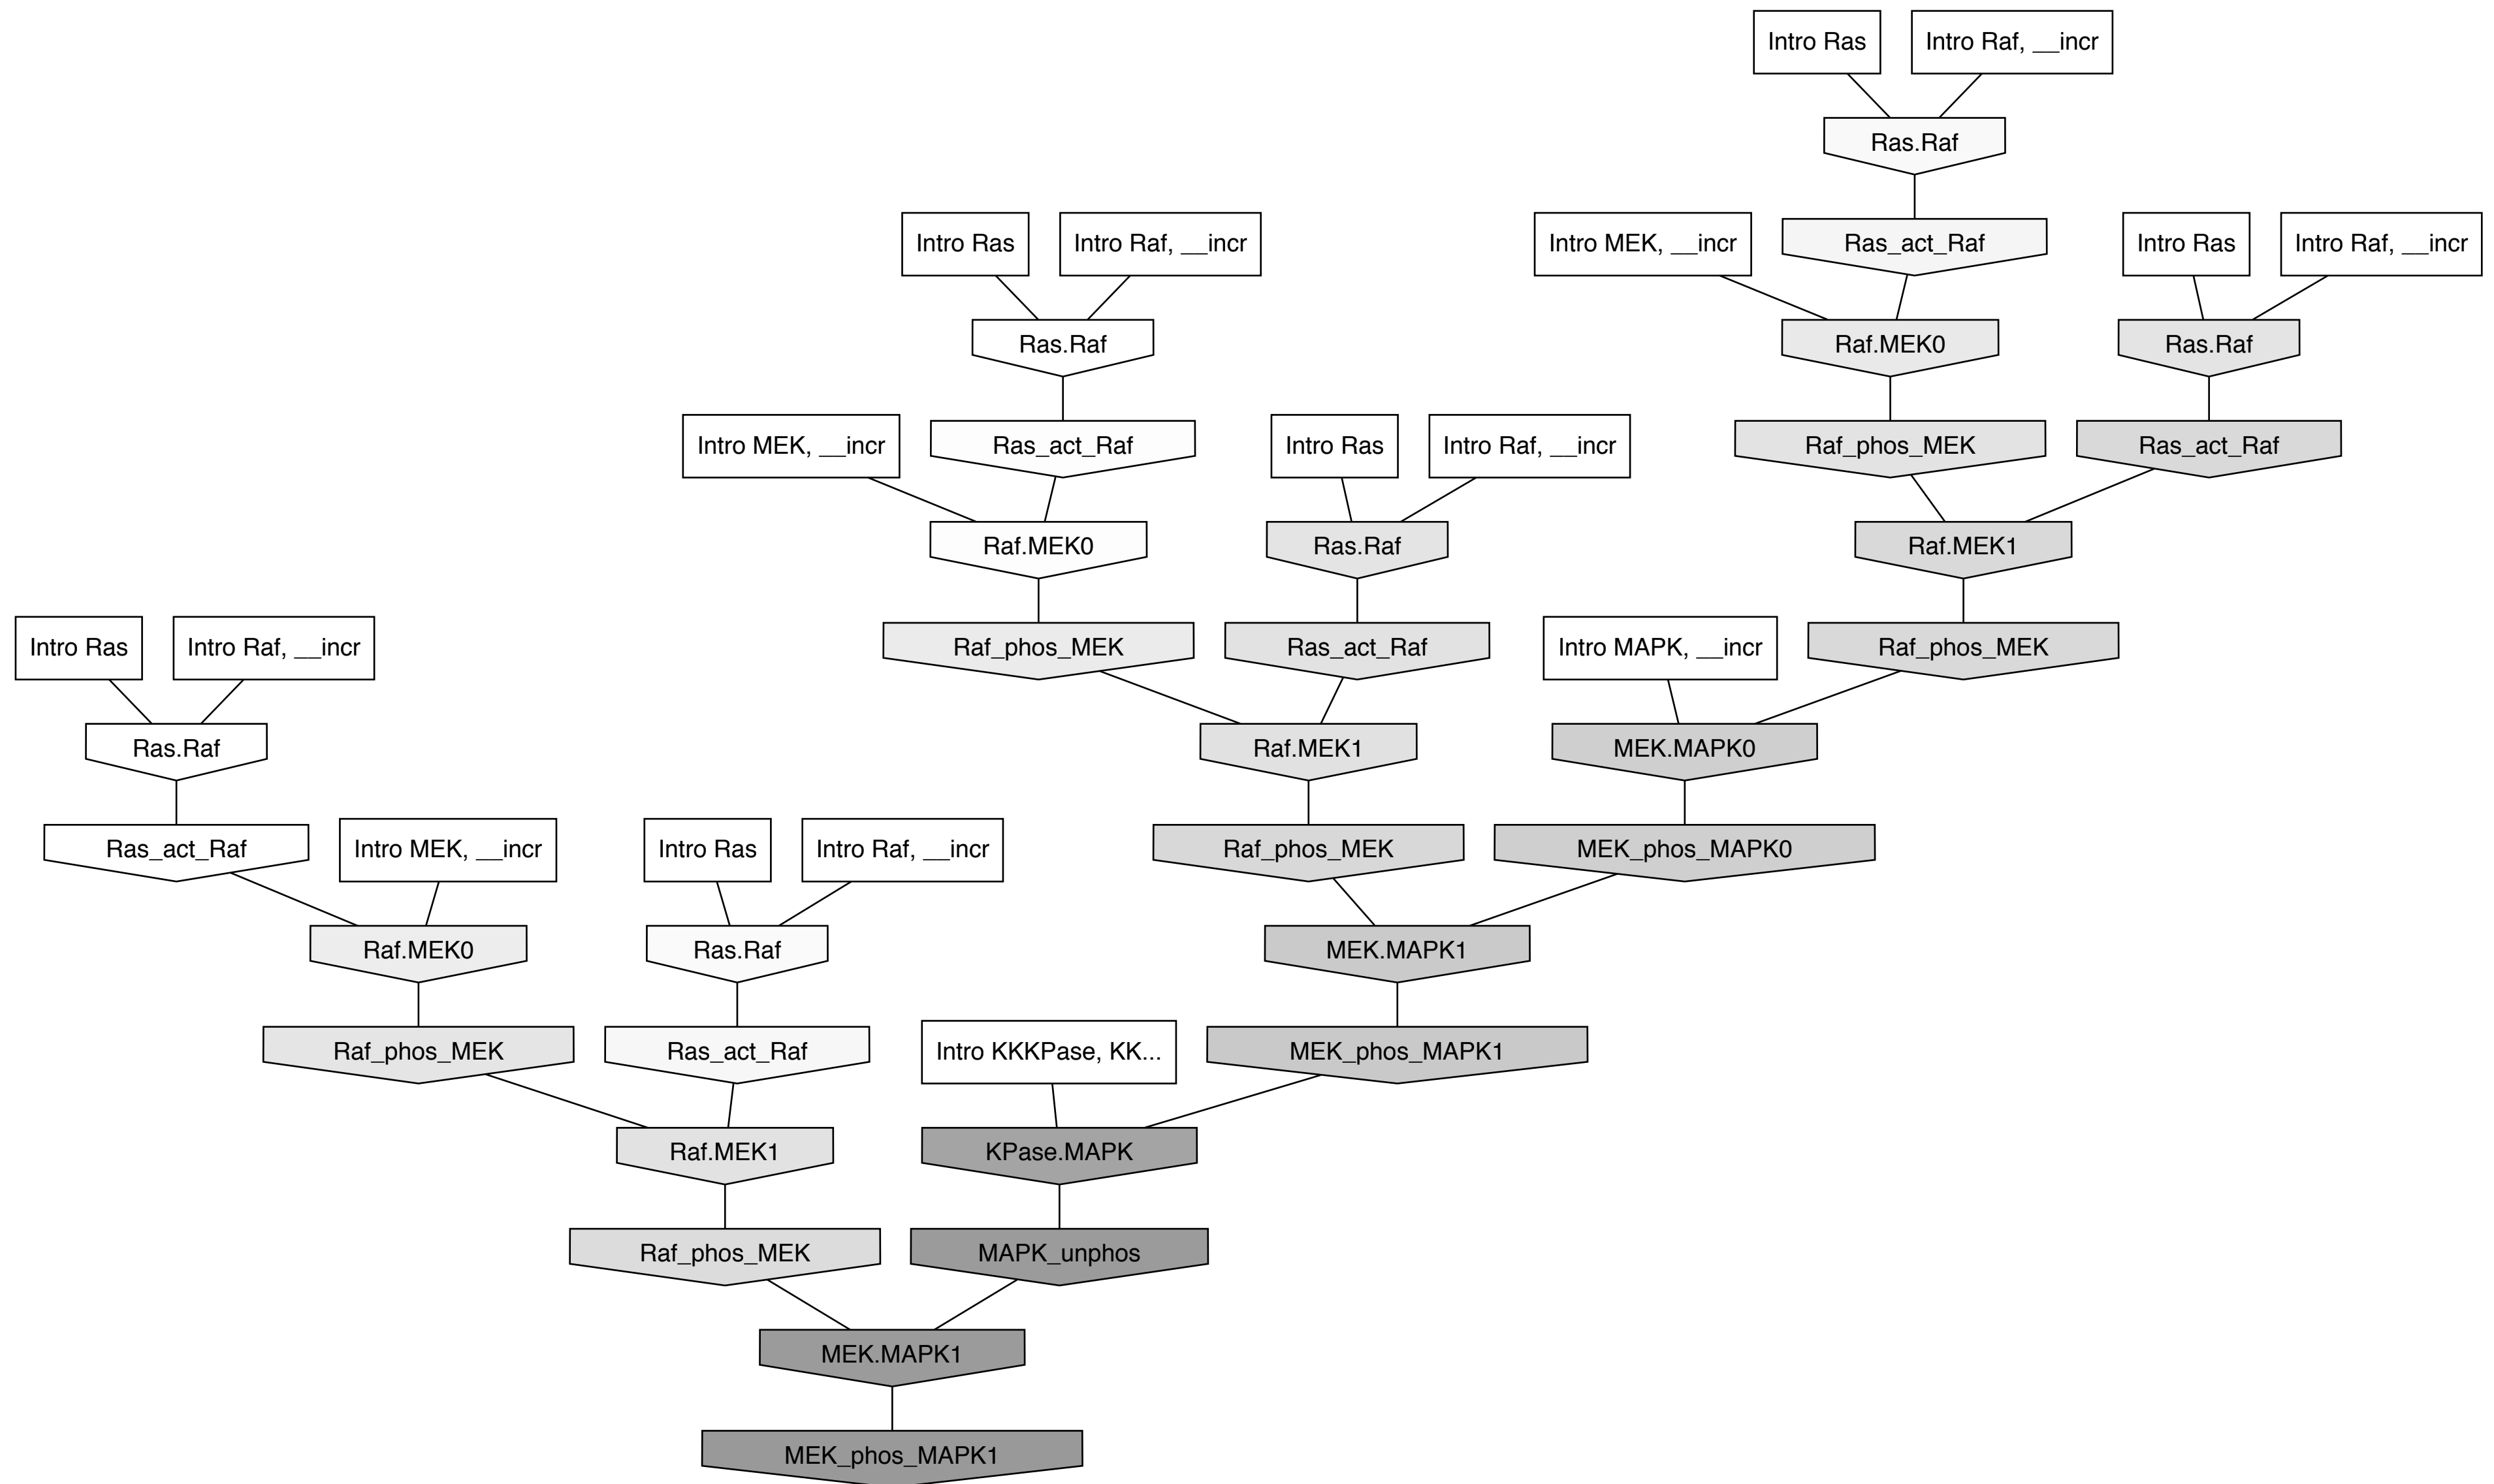 Intro Ras
Intro Raf, __incr
Ras.Raf
Intro Ras
Intro Raf, __incr
Intro MEK, __incr
Ras_act_Raf
Intro Ras
Intro Raf, __incr
Ras.Raf
Raf.MEK0
Ras.Raf
Intro MEK, __incr
Ras_act_Raf
Intro Ras
Intro Raf, __incr
Raf_phos_MEK
Ras_act_Raf
Raf.MEK0
Ras.Raf
Raf.MEK1
Intro Ras
Intro Raf, __incr
Raf_phos_MEK
Ras_act_Raf
Intro MAPK, __incr
Raf_phos_MEK
Ras.Raf
Raf.MEK1
MEK.MAPK0
Ras_act_Raf
Intro MEK, __incr
Intro Ras
Intro Raf, __incr
Raf_phos_MEK
MEK_phos_MAPK0
Raf.MEK0
Ras.Raf
MEK.MAPK1
Raf_phos_MEK
Ras_act_Raf
Intro KKKPase, KK...
MEK_phos_MAPK1
Raf.MEK1
KPase.MAPK
Raf_phos_MEK
MAPK_unphos
MEK.MAPK1
MEK_phos_MAPK1